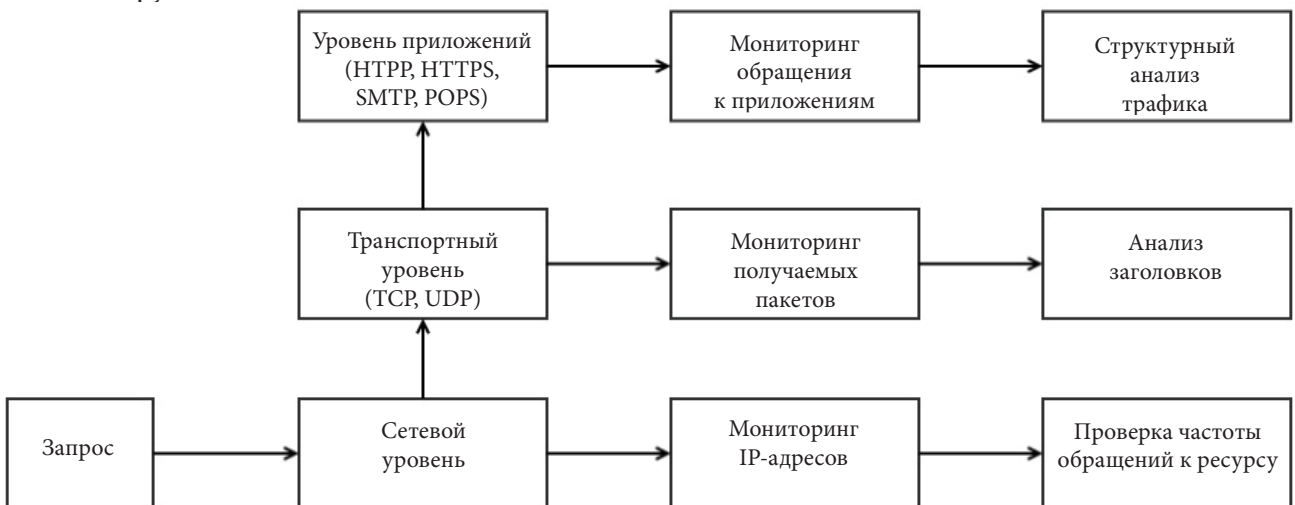 Уровень приложений
(HTPP, HTTPS,
SMTP, POPS)
Мониторинг
обращения
к приложениям
Структурный
анализ
трафика
Транспортный
уровень
(TCP, UDP)
Мониторинг
получаемых
пакетов
Анализ
заголовков
Запрос
Сетевой
уровень
Мониторинг
IP-адресов
Проверка частоты
обращений к ресурсу